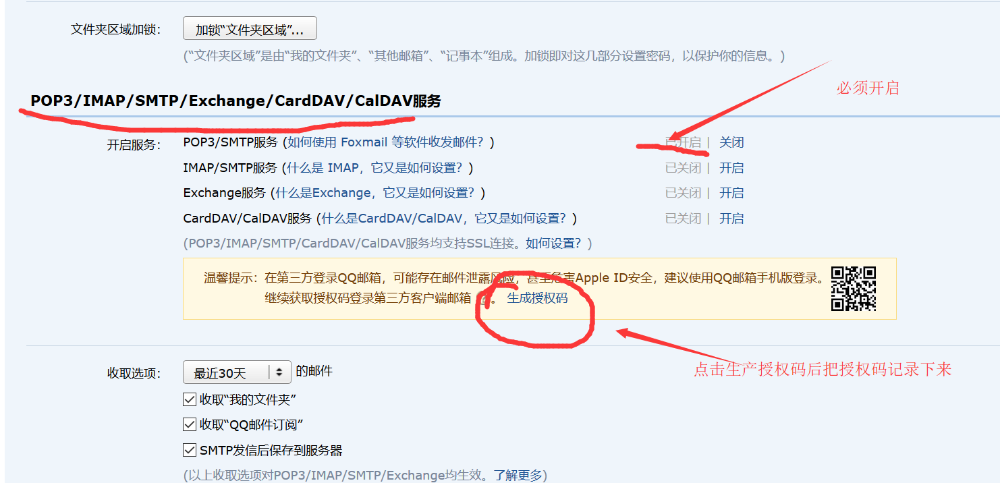 文件夹区域加锁： 加锁“文件夹区域”...
(“文件夹区域”是由“我的文件夹”、“其他邮箱”、“记事本”组成。加锁即对这几部分设置密码，以保护你的信息。)
必须开启
POP3/IMAP/SMTP/Exchange/CardDAV/CalDAV服务
开启服务： POP3/SMTP服务 (如何使用 Foxmail 等软件收发邮件？) 已开启 | 关闭
IMAP/SMTP服务 (什么是 IMAP，它又是如何设置？) 已关闭 | 开启
Exchange服务 (什么是Exchange，它又是如何设置？) 已关闭 | 开启
CardDAV/CalDAV服务 (什么是CardDAV/CalDAV，它又是如何设置？) 已关闭 | 开启
(POP3/IMAP/SMTP/CardDAV/CalDAV服务均支持SSL连接。如何设置？)
温馨提示：在第三方登录QQ邮箱，可能存在邮件泄露风险，甚至危害Apple ID安全，建议使用QQ邮箱手机版登录。
继续获取授权码登录第三方客户端邮箱 。 生成授权码
点击生产授权码后把授权码记录下来
收取选项： 最近30天 的邮件
收取“我的文件夹”
收取“QQ邮件订阅”
SMTP发信后保存到服务器
(以上收取选项对POP3/IMAP/SMTP/Exchange均生效。了解更多)